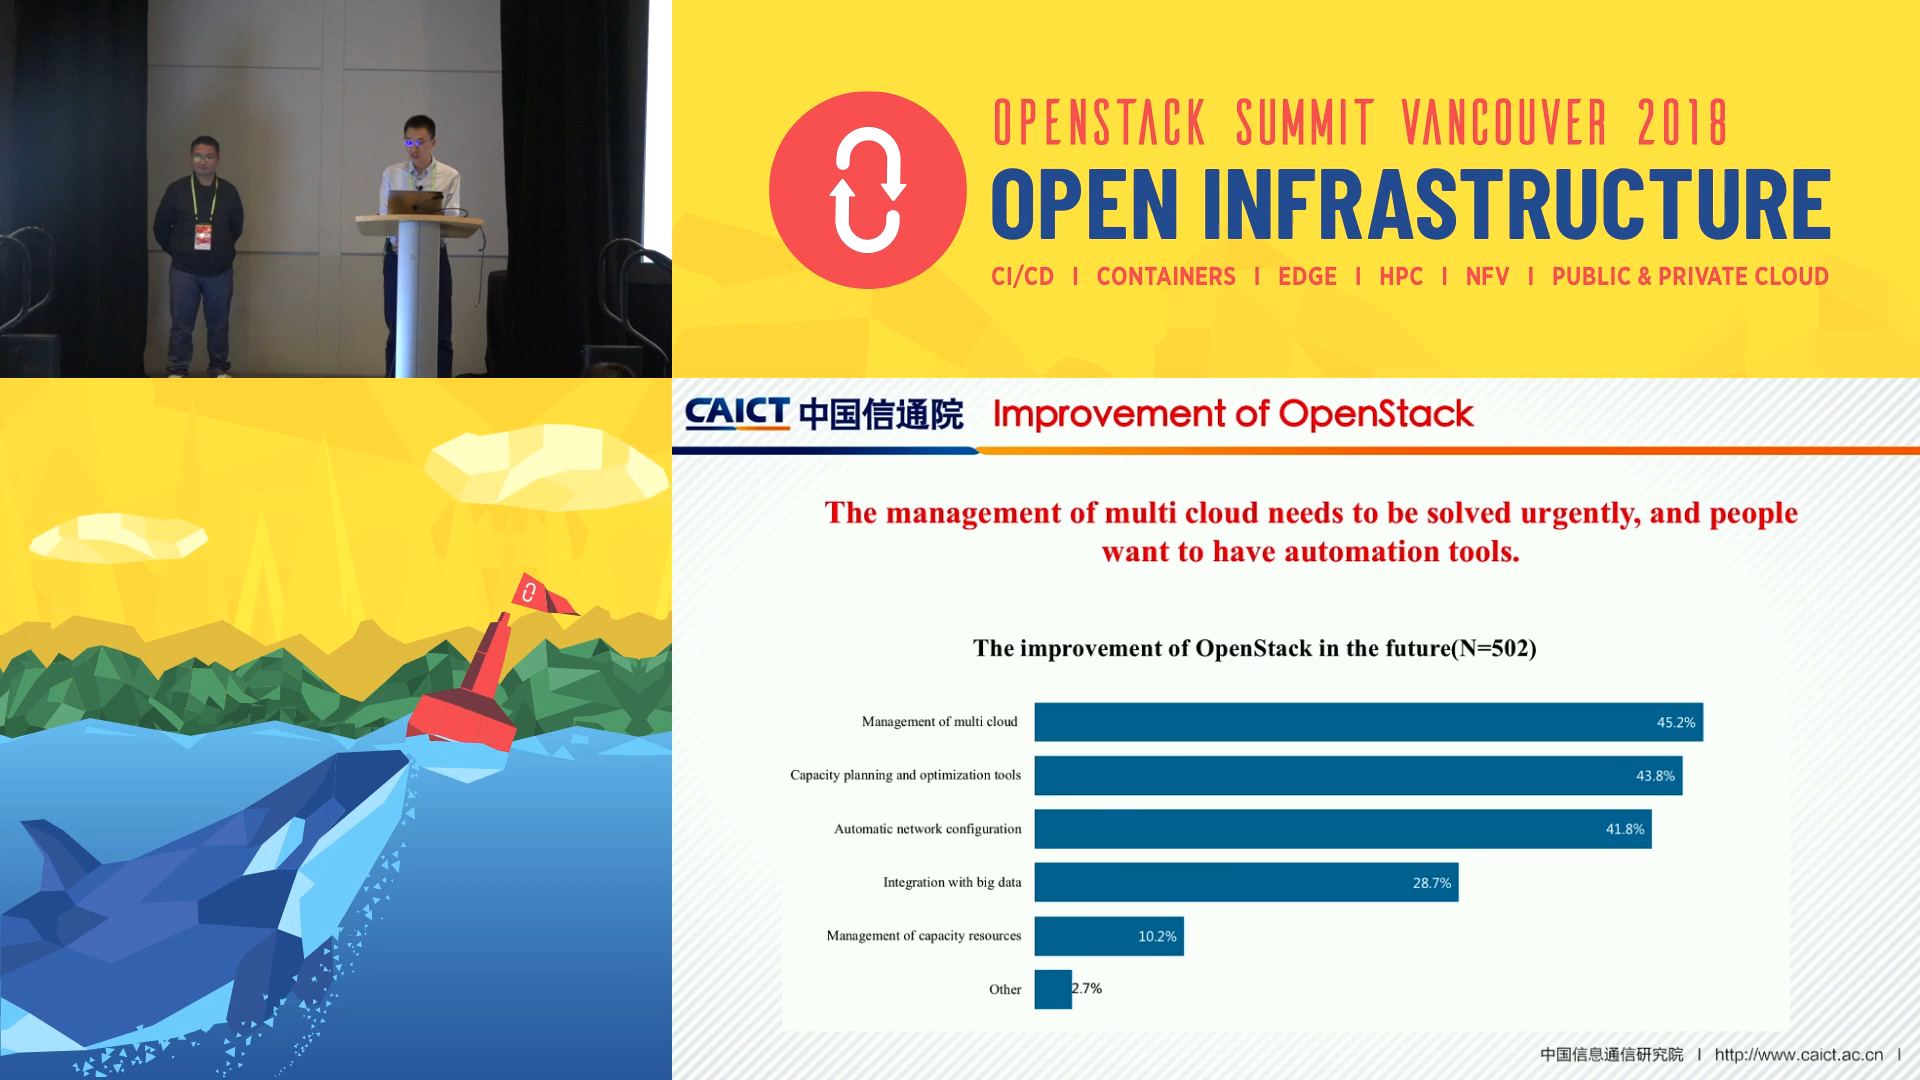 OPENSTACK SUMMIT VANCOUVER 2018
OPEN INFRASTRUCTURE
CI/CD | CONTAINERS | EDGE | HPC | NFV | PUBLIC & PRIVATE CLOUD
CAICT 中国信通院
Improvement of OpenStack
The management of multi cloud needs to be solved urgently, and people
want to have automation tools.
The improvement of OpenStack in the future(N=502)
Management of multi cloud 45.2%
Capacity planning and optimization tools 43.8%
Automatic network configuration 41.8%
Integration with big data 28.7%
Management of capacity resources 10.2%
Other 2.7%
中国信息通信研究院 | http://www.caict.ac.cn |